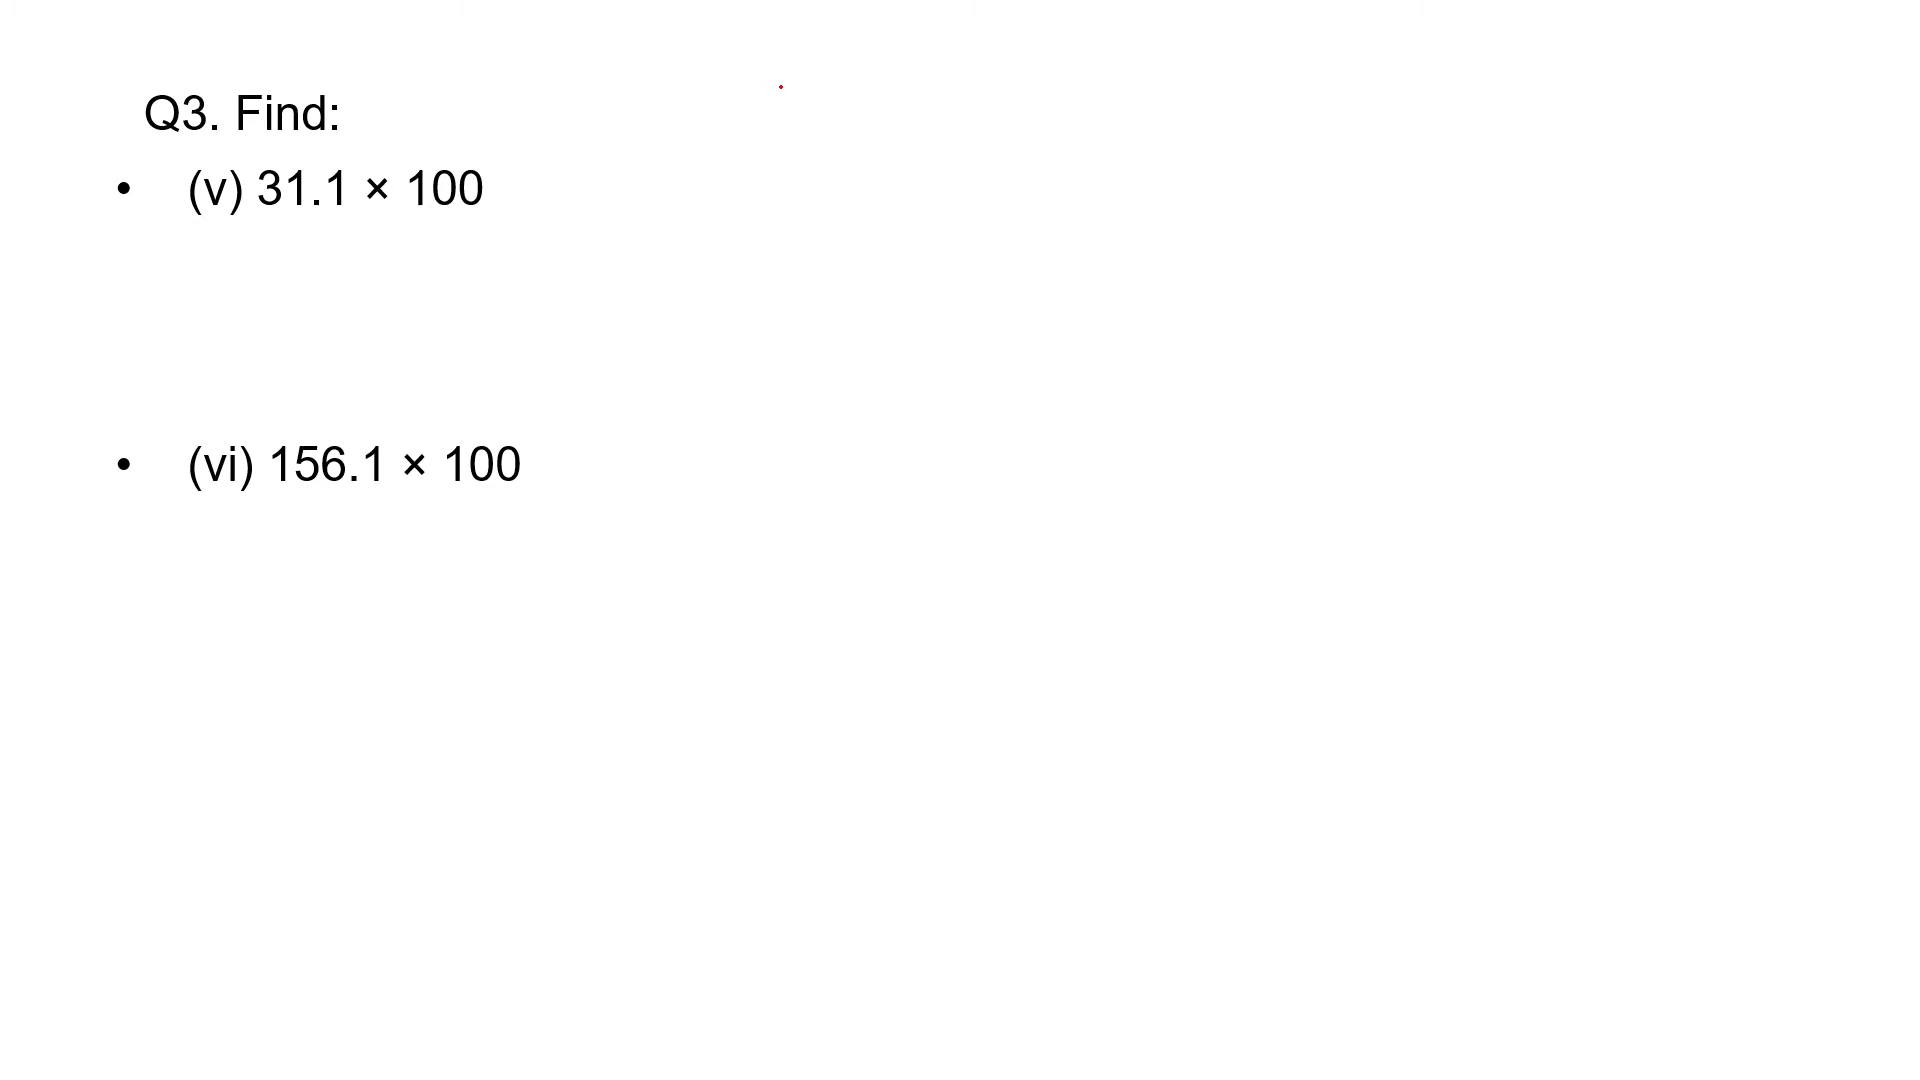 Q3. Find:
• (v) 31.1 × 100
• (vi) 156.1 × 100